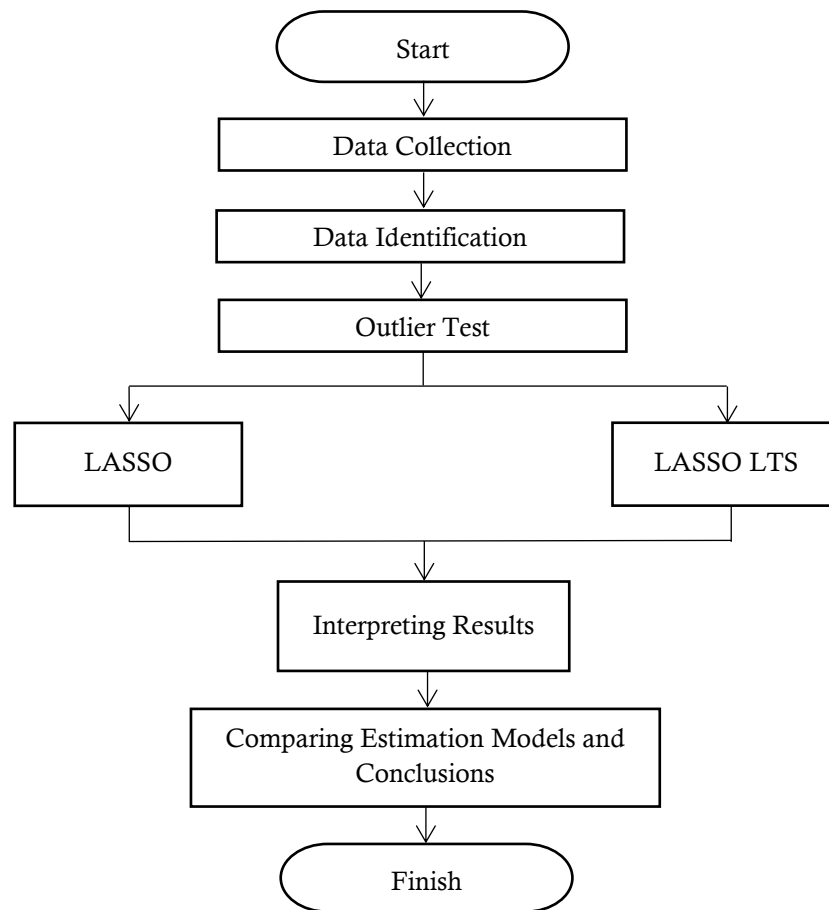 Start
Data Collection
Data Identification
Outlier Test
LASSO
LASSO LTS
Interpreting Results
Comparing Estimation Models and
Conclusions
Finish